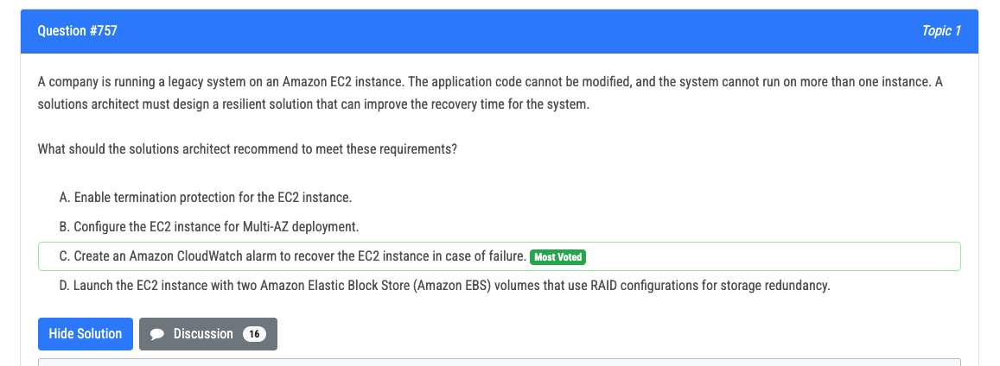 Question #757
Topic 1
A company is running a legacy system on an Amazon EC2 instance. The application code cannot be modified, and the system cannot run on more than one instance. A
solutions architect must design a resilient solution that can improve the recovery time for the system.
What should the solutions architect recommend to meet these requirements?
A. Enable termination protection for the EC2 instance.
B. Configure the EC2 instance for Multi-AZ deployment.
C. Create an Amazon CloudWatch alarm to recover the EC2 instance in case of failure. Most Voted
D. Launch the EC2 instance with two Amazon Elastic Block Store (Amazon EBS) volumes that use RAID configurations for storage redundancy.
Hide Solution
Discussion 16